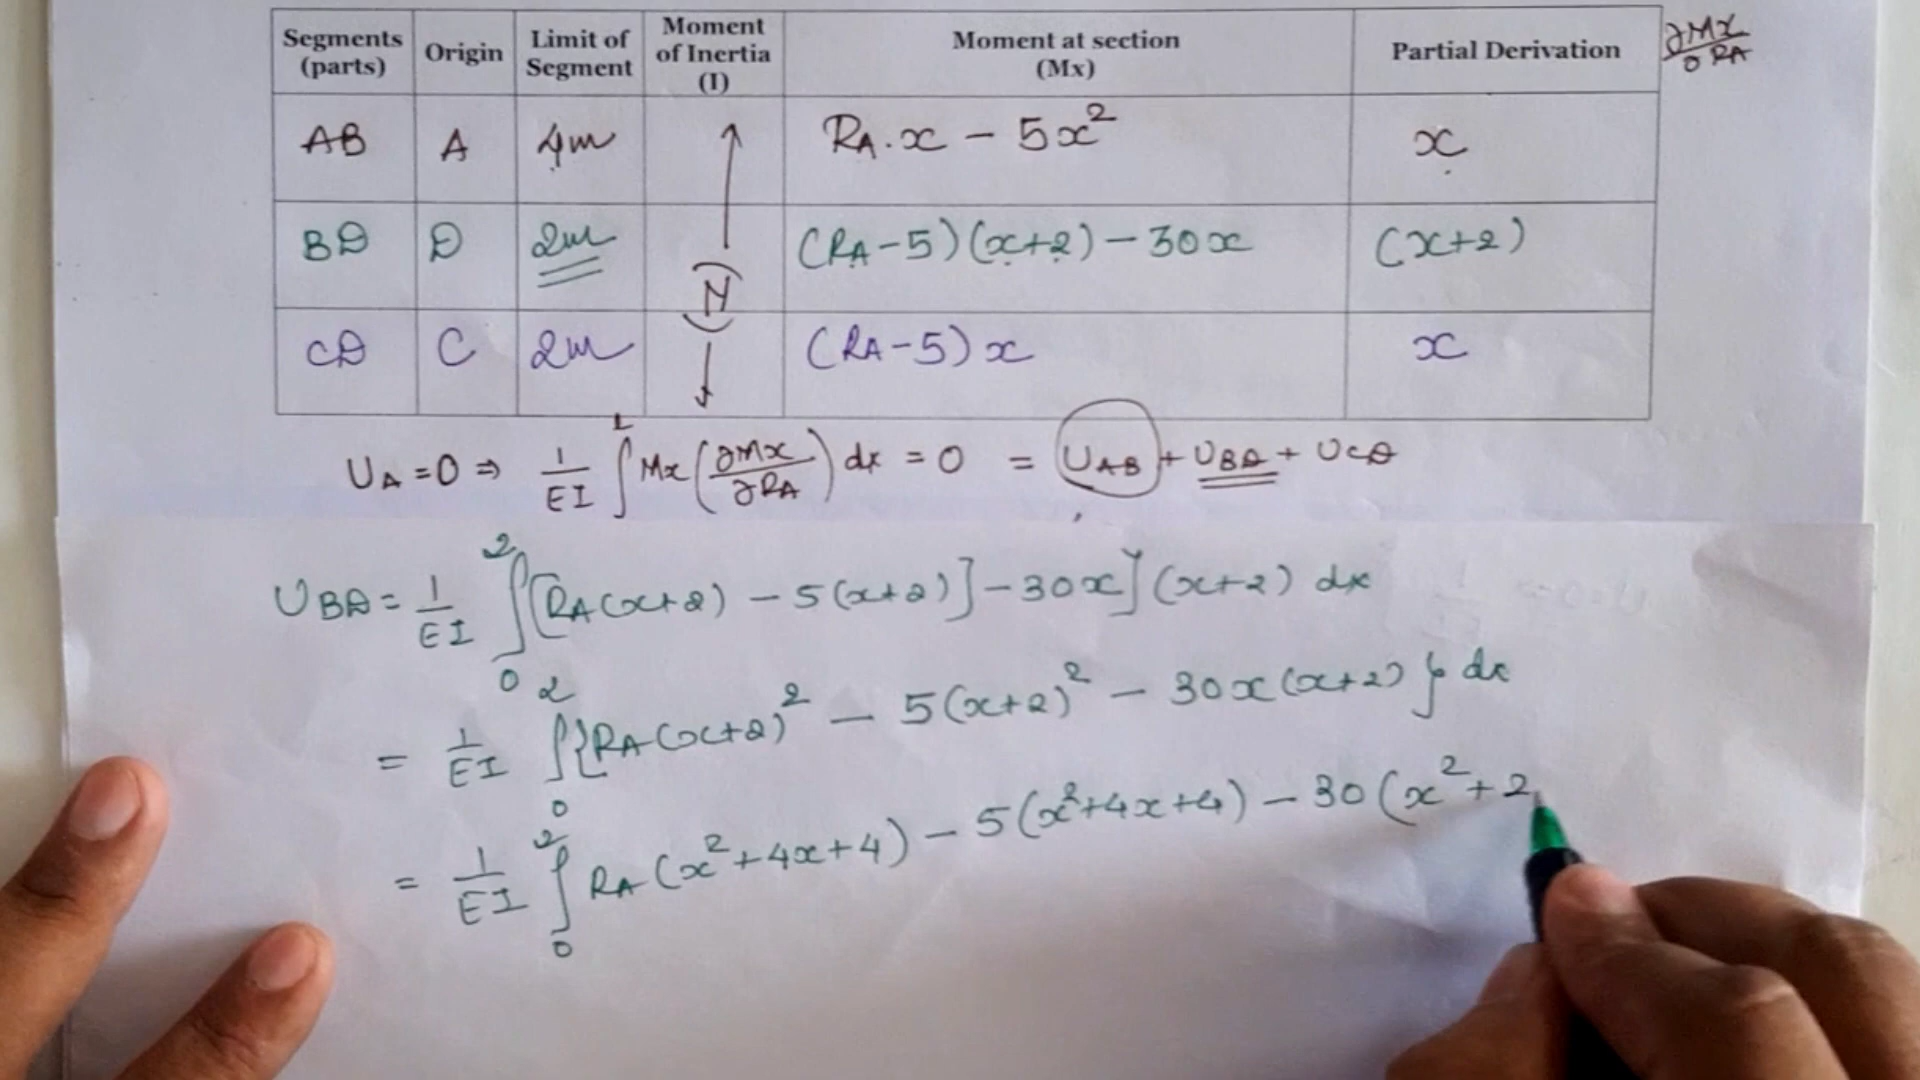 Segments (parts) | Origin | Limit of Segment | Moment of Inertia (I) | Moment at section (Mx) | Partial Derivation | ∂Mx/∂RA
AB | A | 4m | RA.x - 5x²| x
BD | D | 2m | (RA-5)(x+2)-30x | (x+2)
CD | C | 2m | (RA-5)x | x
UA=0 ⇒ 1/EI ∫^L Mx(∂Mx/∂RA) dx = 0 = UAB + UBD + UCD
UBD = 1/EI ∫₀² [RA(x+2) - 5(x+2)] - 30x] (x+2) dx
= 1/EI ∫₀² {RA(x+2)² - 5(x+2)² - 30x(x+2)} dx
= 1/EI ∫₀² RA(x²+4x+4) - 5(x²+4x+4) - 30(x²+2